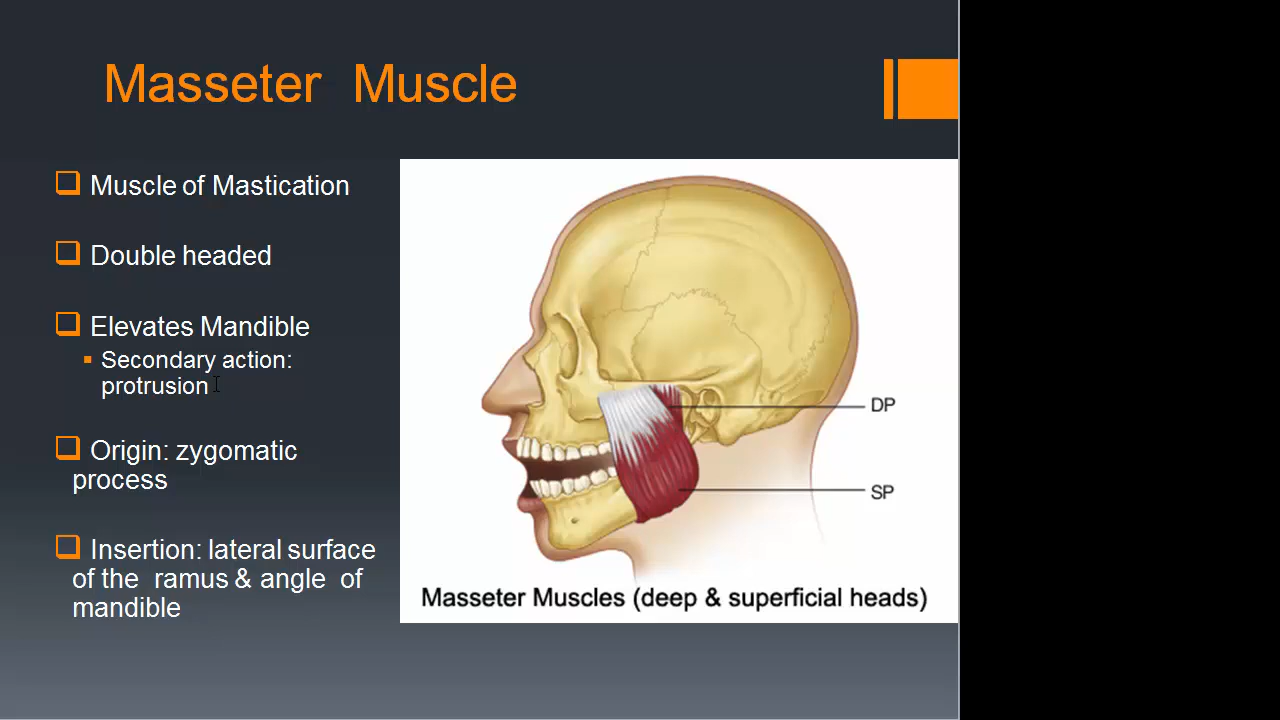 Masseter Muscle
Muscle of Mastication
Double headed
Elevates Mandible
Secondary action:
protrusion
Origin: zygomatic
process
Insertion: lateral surface
of the ramus & angle of
mandible
DP
SP
Masseter Muscles (deep & superficial heads)